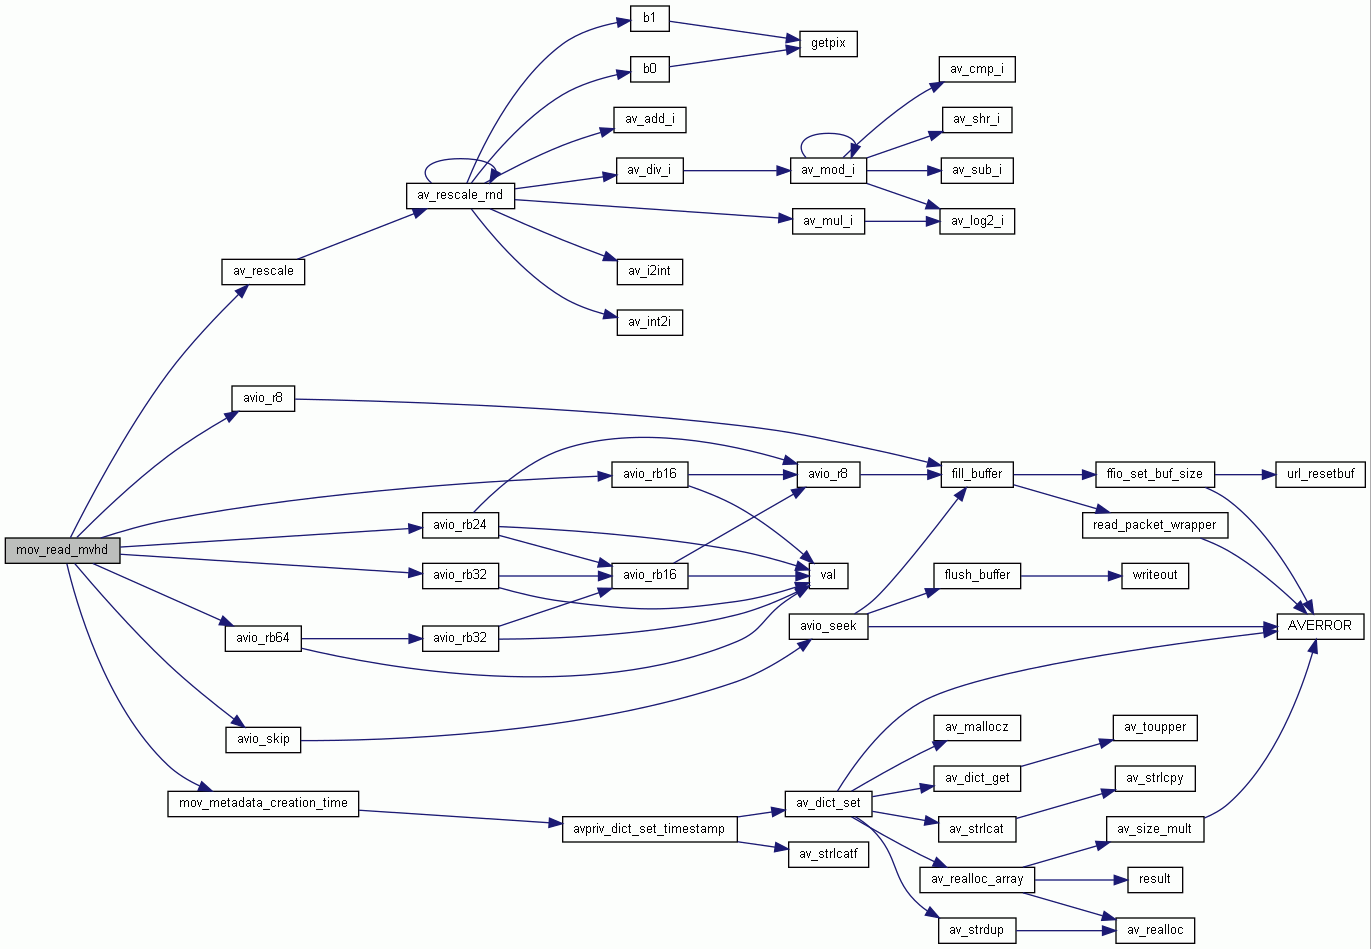 b1
getpix
b0
av_cmp_i
av_add_i
av_shr_i
av_div_i
av_mod_i
av_sub_i
av_rescale_rnd
av_mul_i
av_log2_i
av_rescale
av_i2int
av_int2i
avio_r8
avio_rb16
avio_r8
fill_buffer
ffio_set_buf_size
url_resetbuf
avio_rb24
read_packet_wrapper
mov_read_mvhd
avio_rb32
avio_rb16
val
flush_buffer
writeout
avio_rb64
avio_rb32
avio_seek
AVERROR
avio_skip
av_mallocz
av_toupper
av_dict_get
av_strlcpy
mov_metadata_creation_time
av_dict_set
avpriv_dict_set_timestamp
av_strlcat
av_size_mult
av_strlcatf
av_realloc_array
result
av_strdup
av_realloc